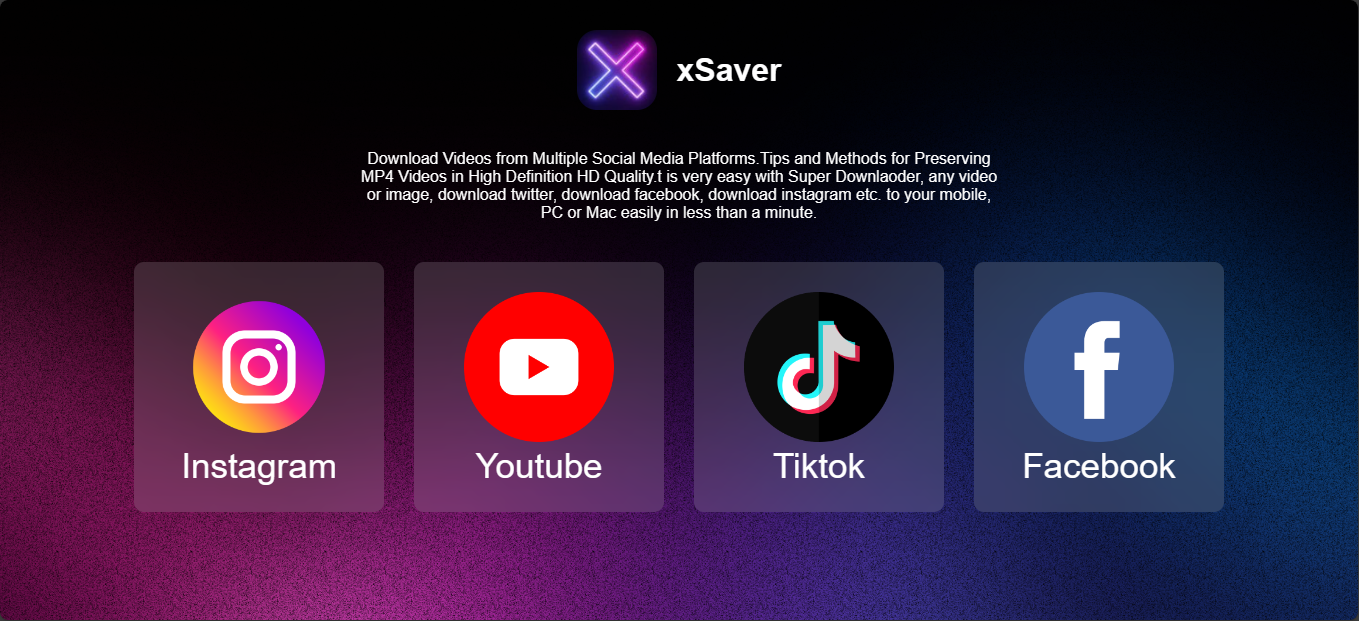 xSaver
Download Videos from Multiple Social Media Platforms.Tips and Methods for Preserving
MP4 Videos in High Definition HD Quality.t is very easy with Super Downlaoder, any video
or image, download twitter, download facebook, download instagram etc. to your mobile,
PC or Mac easily in less than a minute.
Instagram
Youtube
Tiktok
Facebook